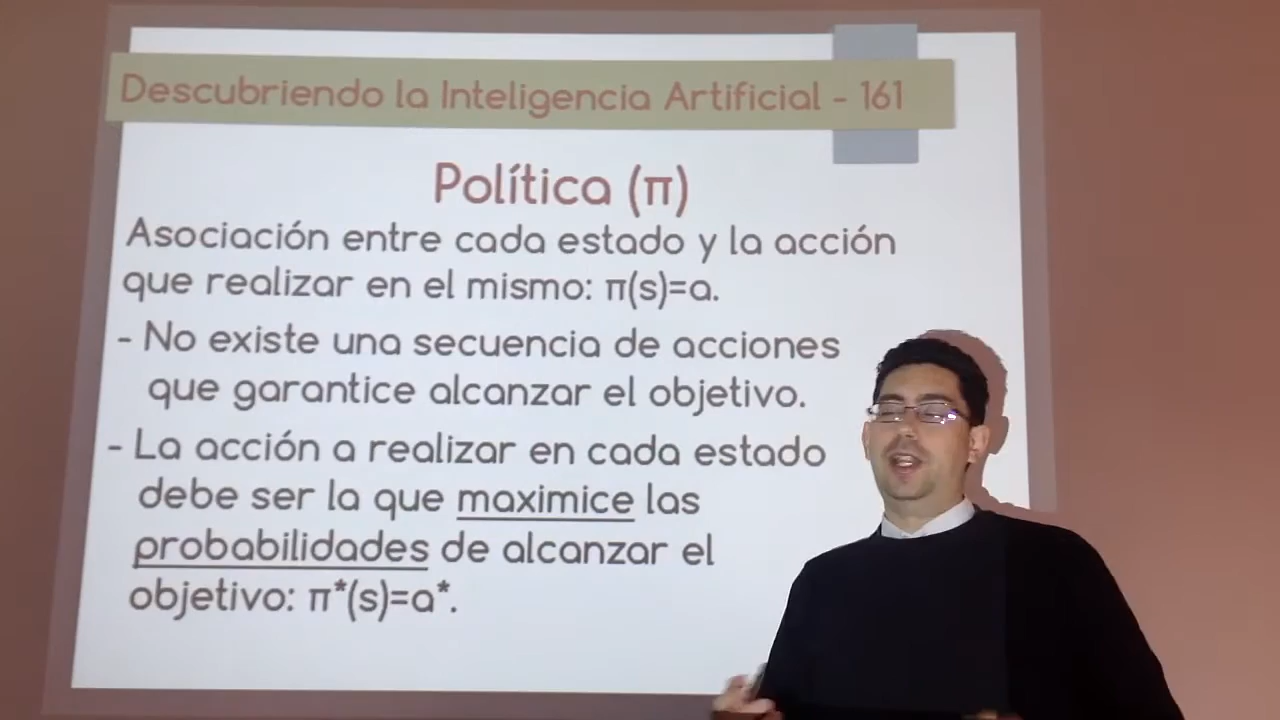 Descubriendo la Inteligencia Artificial - 161
Política (π)
Asociación entre cada estado y la acción
que realizar en el mismo: π(s)=a.
- No existe una secuencia de acciones
que garantice alcanzar el objetivo.
- La acción a realizar en cada estado
debe ser la que maximice las
probabilidades de alcanzar el
objetivo: π*(s)=a*.